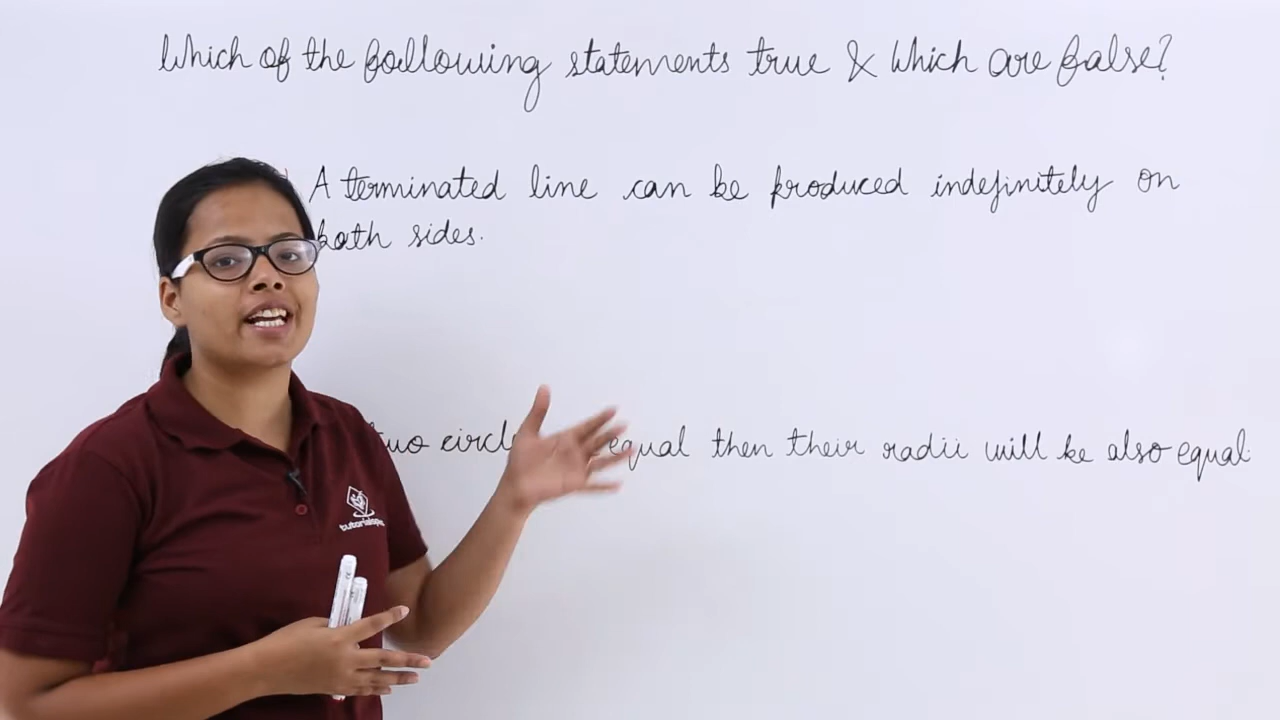 Which of the following statements true & Which are false?
) A terminated line can be produced indefinitely on
both sides.
two circle equal then their radii will be also equal.